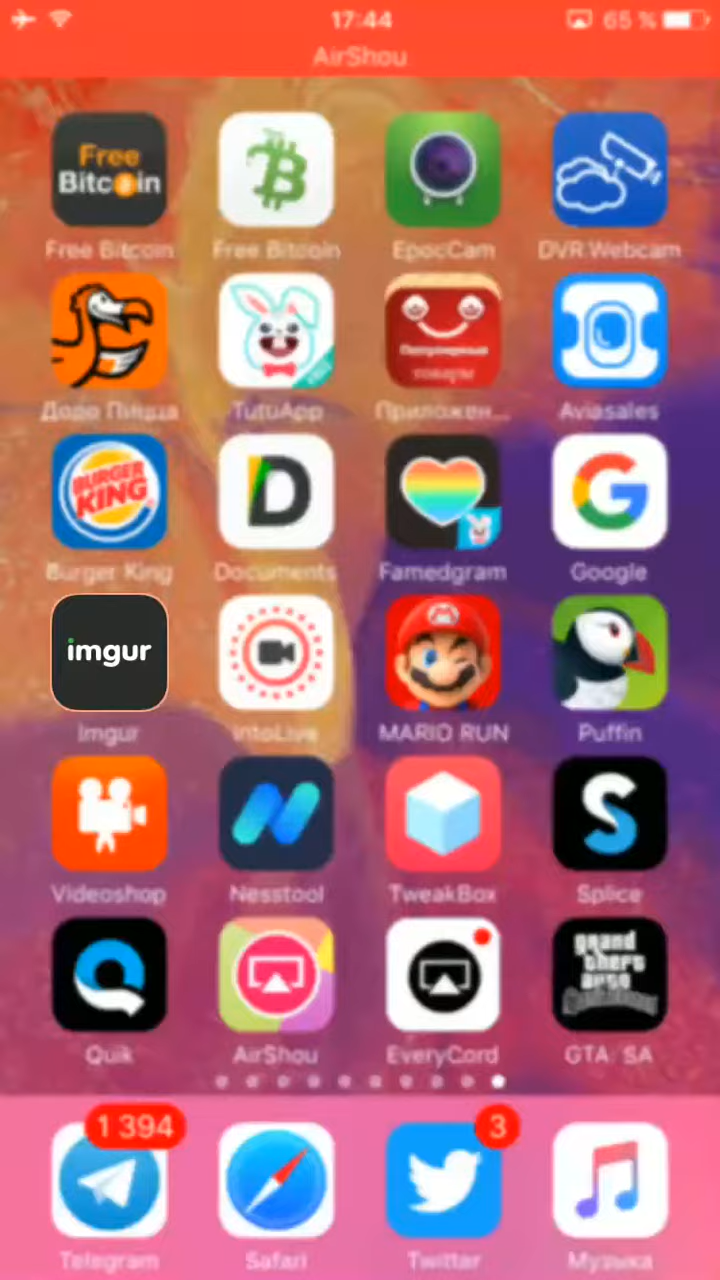 17:44
65 %
AirShou
Free
Bitcoin
Free Bitcoin
Free Bitcoin
EpocCam
DVR Webcam
Популярные
товары
Додо Пицца
TutuApp
Приложен...
Aviasales
BURGER
KING
D
G
Burger King
Documents
Famedgram
Google
imgur
M
Imgur
IntoLive
MARIO RUN
Puffin
Videoshop
Nesstool
TweakBox
Splice
grand
theft
auto
Quik
AirShou
EveryCord
GTA: SA
1 394
3
Telegram
Safari
Twitter
Музыка